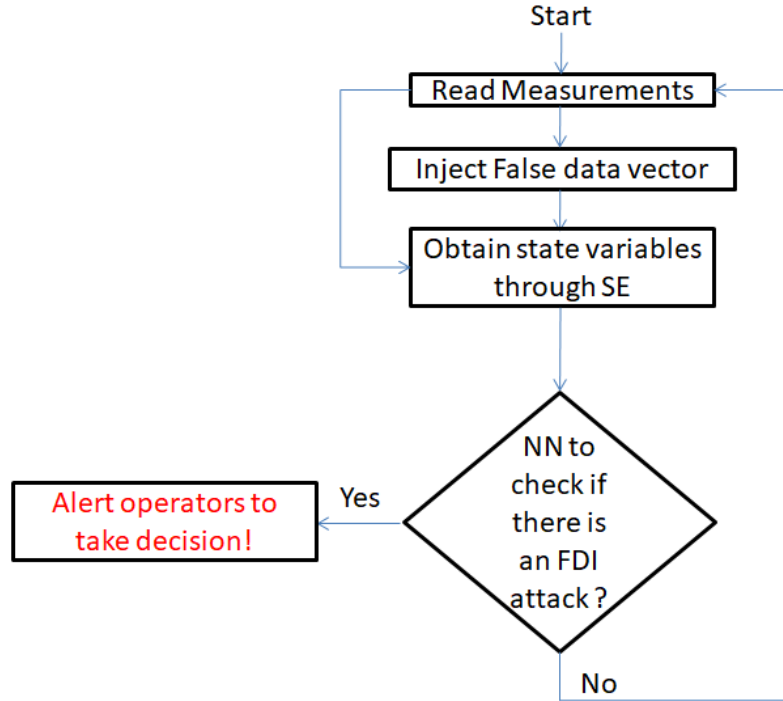 Start
Read Measurements
Inject False data vector
Obtain state variables
through SE
NN to
check if
there is
an FDI
attack ?
Yes
Alert operators to
take decision!
No